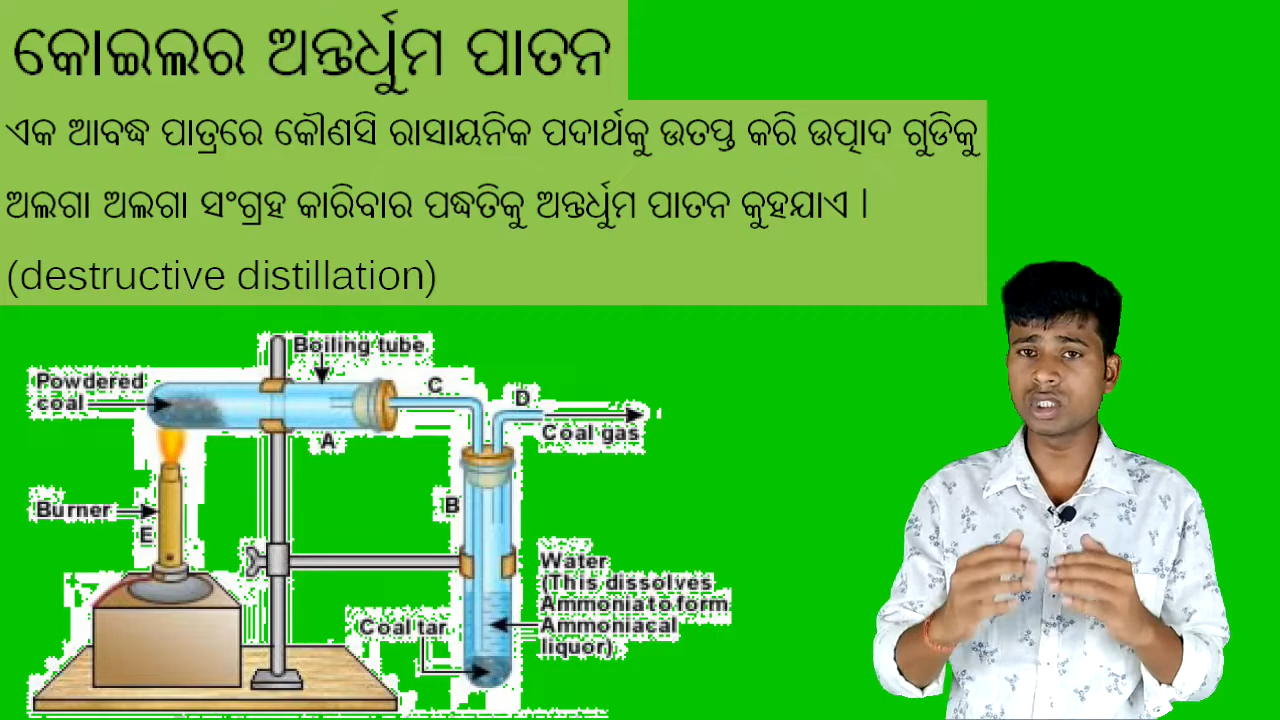 କୋଇଲର ଅନ୍ତର୍ଧୁମ ପାତନ
ଏକ ଆବଦ୍ଧ ପାତ୍ରରେ କୌଣସି ରାସାୟନିକ ପଦାର୍ଥକୁ ଉତପ୍ତ କରି ଉତ୍ପାଦ ଗୁଡିକୁ
ଅଲଗା ଅଲଗା ସଂଗ୍ରହ କାରିବାର ପଦ୍ଧତିକୁ ଅନ୍ତର୍ଧୁମ ପାତନ କୁହଯାଏ ।
(destructive distillation)
Boiling tube
Powdered
coal
C
D
Coal gas
A
Burner
E
B
Water
(This dissolves
Ammonia to form
Ammoniacal
liquor)
Coal tar